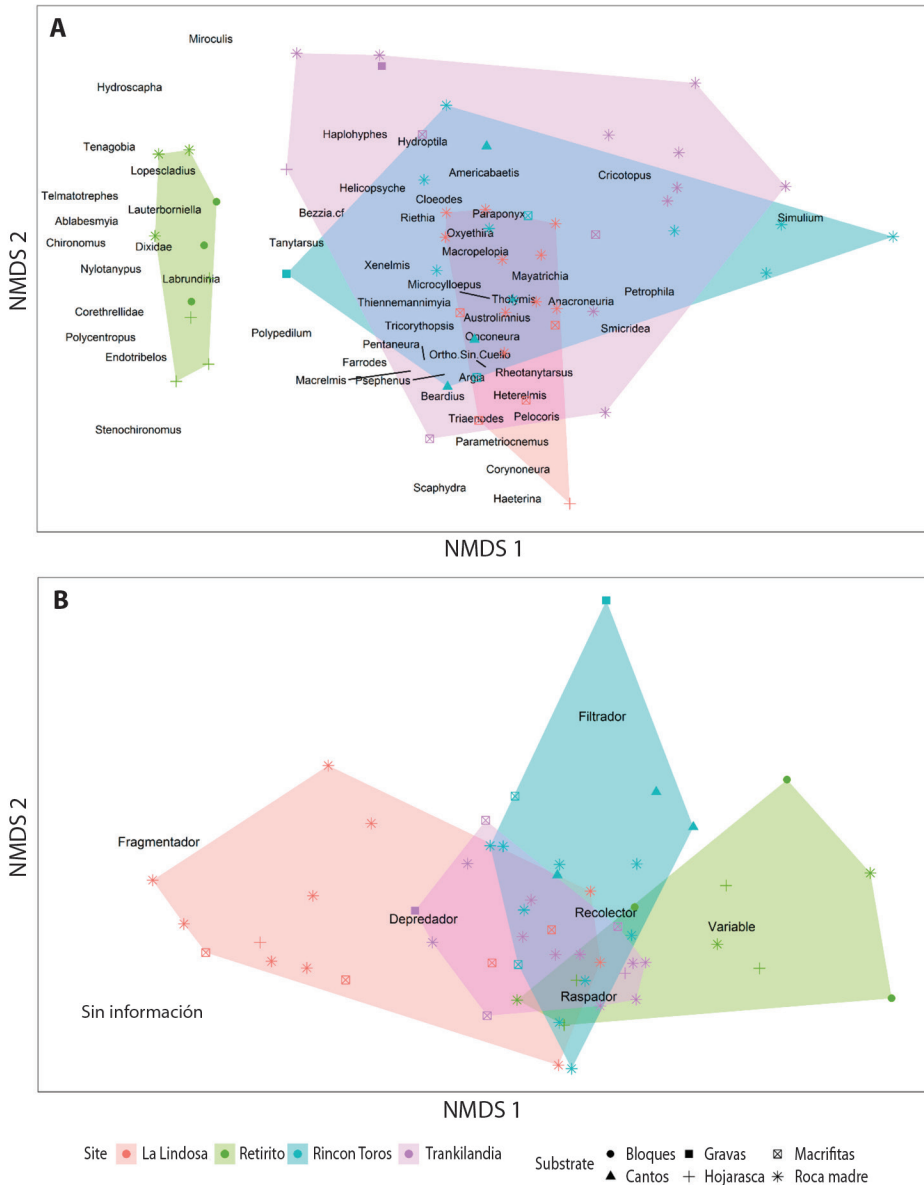 A
Miroculis
Hydroscapha
Haplohyphes
Hydroptila
Tenagobia
Lopescladius
Americabaetis
Cricotopus
Telmatotrephes
Helicopsyche
Cloeodes
Ablabesmyia
Lauterborniella
Bezzia.cf
Riethia
Paraponyx
Simulium
Chironomus
Dixidae
Tanytarsus
Oxyethira
Macropelopia
Nylotanypus
Labrundinia
Xenelmis
Mayatrichia
Microcylloepus
Petrophila
Thiennemannimyia
Tholymis
Anacroneuria
Corethrellidae
Austrolimnius
Polypedilum
Tricorythopsis
Smicridea
Polycentropus
Pentaneura
Onconeura
Endotribelos
Farrodes
Ortho.Sin.Cuello
Macrelmis
Psephenus
Argia
Rheotanytarsus
Beardius
Heterelmis
Stenochironomus
Triaenodes
Pelocoris
Parametriocnemus
Corynoneura
Scaphydra
Haeterina
NMDS 2
NMDS 1
B
Filtrador
Fragmentador
Depredador
Recolector
Variable
Raspador
Sin información
NMDS 2
NMDS 1
Site La Lindosa Retirito Rincon Toros Trankilandia
Substrate Bloques Gravas Macrifitas
Cantos Hojarasca Roca madre